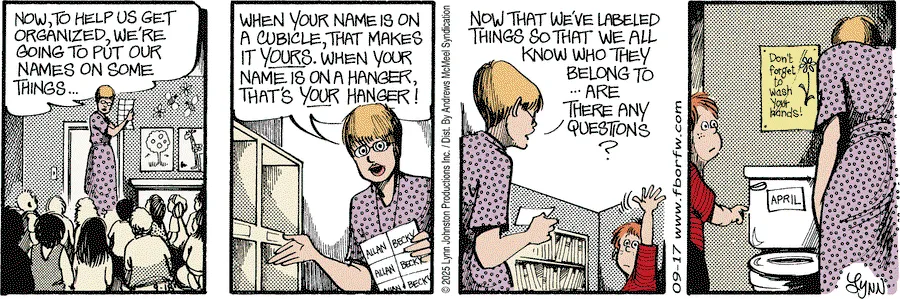 NOW, TO HELP US GET
ORGANIZED, WE'RE
GOING TO PUT OUR
NAMES ON SOME
THINGS...
WHEN YOUR NAME IS ON
A CUBICLE, THAT MAKES
IT YOURS. WHEN YOUR
NAME IS ON A HANGER,
THAT'S YOUR HANGER!
ALLAN BECKY
ALLAN BECKY
ALLAN BECKY
© 2025 Lynn Johnston Productions Inc. / Dist. By Andrews McMeel Syndication
NOW THAT WE'VE LABELED
THINGS SO THAT WE ALL
KNOW WHO THEY
BELONG TO
... ARE
THERE ANY
QUESTIONS
?
09-17 www.fborfw.com
Don't
forget
to
wash
your
hands!
APRIL
LYNN